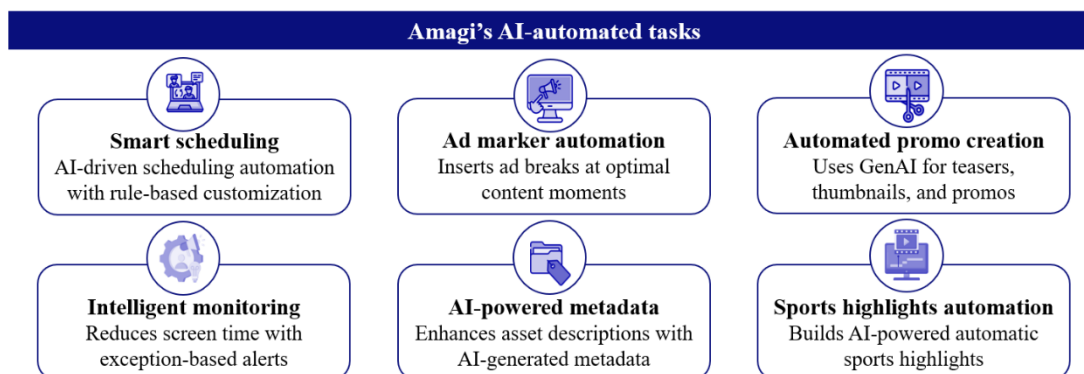 Amagi’s AI-automated tasks
Smart scheduling
AI-driven scheduling automation
with rule-based customization
Ad marker automation
Inserts ad breaks at optimal
content moments
Automated promo creation
Uses GenAI for teasers,
thumbnails, and promos
Intelligent monitoring
Reduces screen time with
exception-based alerts
AI-powered metadata
Enhances asset descriptions with
AI-generated metadata
Sports highlights automation
Builds AI-powered automatic
sports highlights